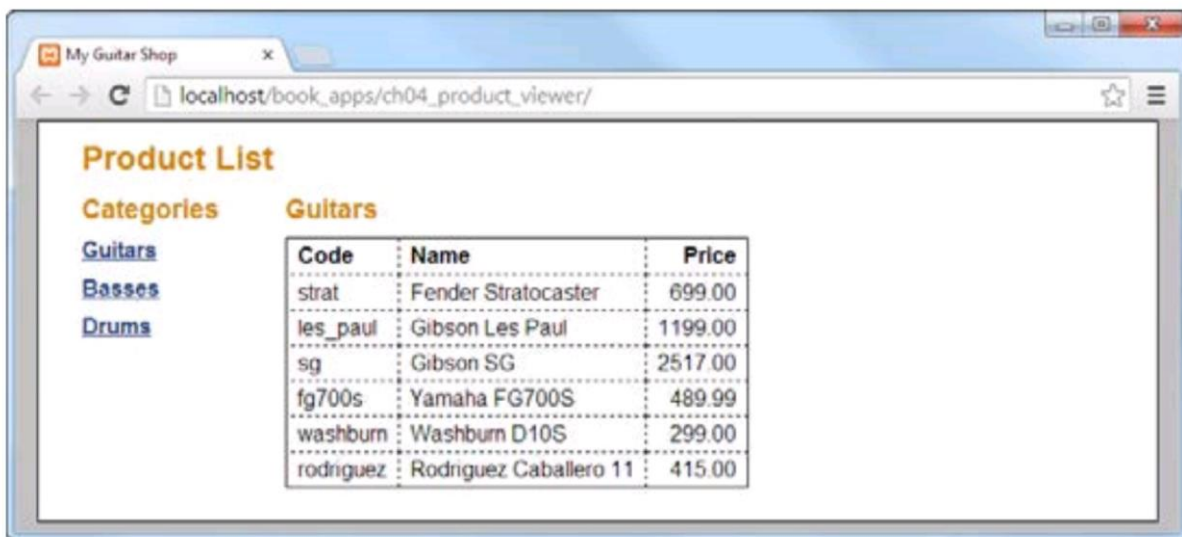 My Guitar Shop
localhost/book_apps/ch04_product_viewer/
Product List
Categories
Guitars
Basses
Drums
Guitars
Code Name Price
strat Fender Stratocaster 699.00
les_paul Gibson Les Paul 1199.00
sg Gibson SG 2517.00
fg700s Yamaha FG700S 489.99
washburn Washburn D10S 299.00
rodriguez Rodriguez Caballero 11 415.00